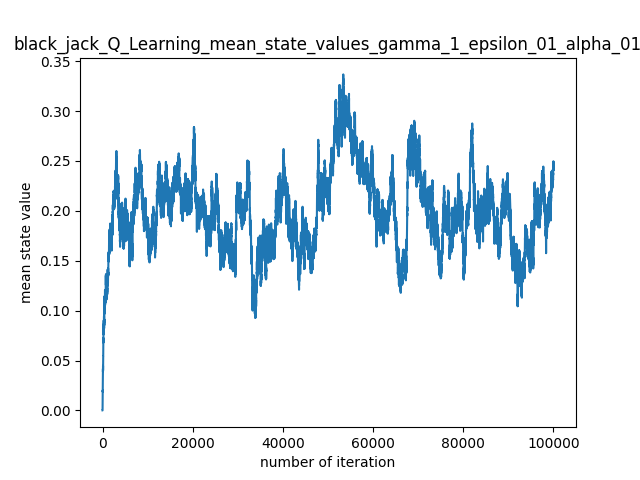 black_jack_Q_Learning_mean_state_values_gamma_1_epsilon_01_alpha_01
0.35
0.30
0.25
0.20
0.15
0.10
0.05
0.00
mean state value
0 20000 40000 60000 80000 100000
number of iteration